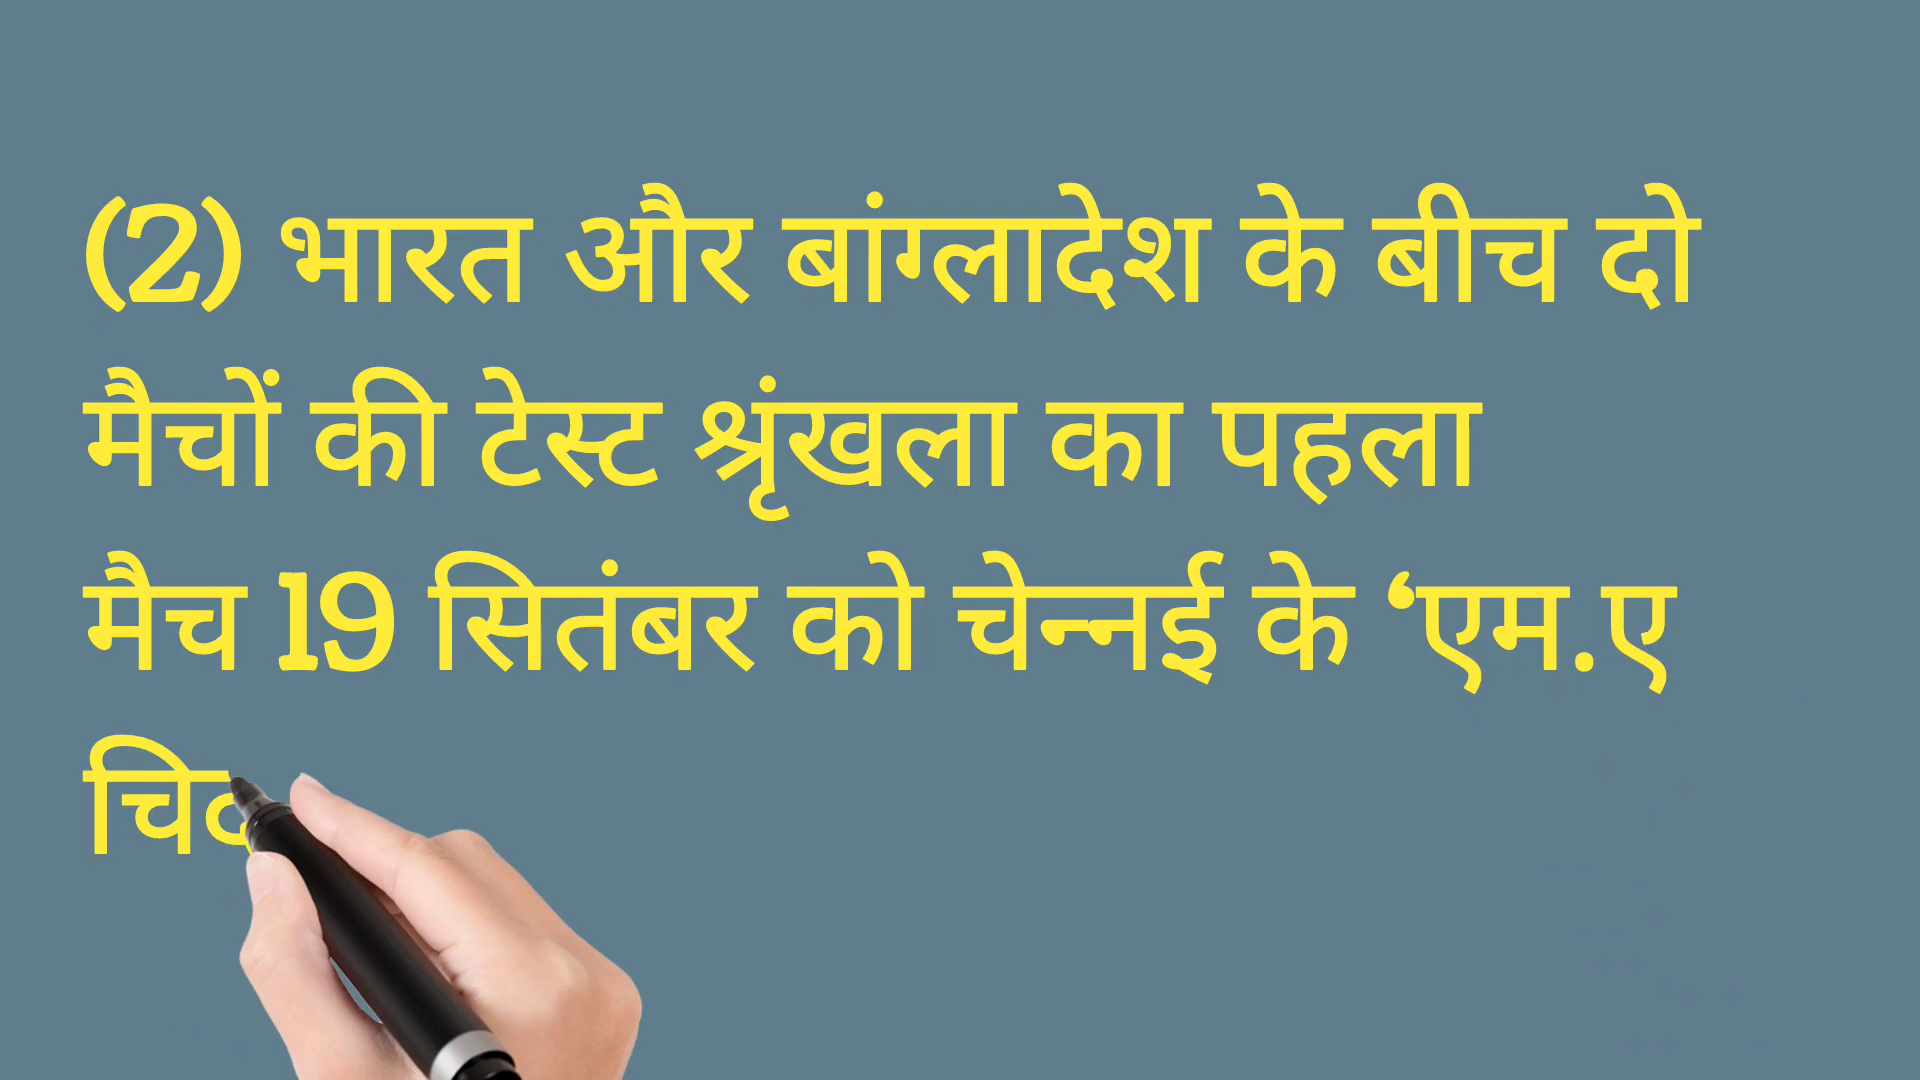 (2) भारत और बांग्लादेश के बीच दो
मैचों की टेस्ट श्रृंखला का पहला
मैच 19 सितंबर को चेन्नई के ‘एम.ए